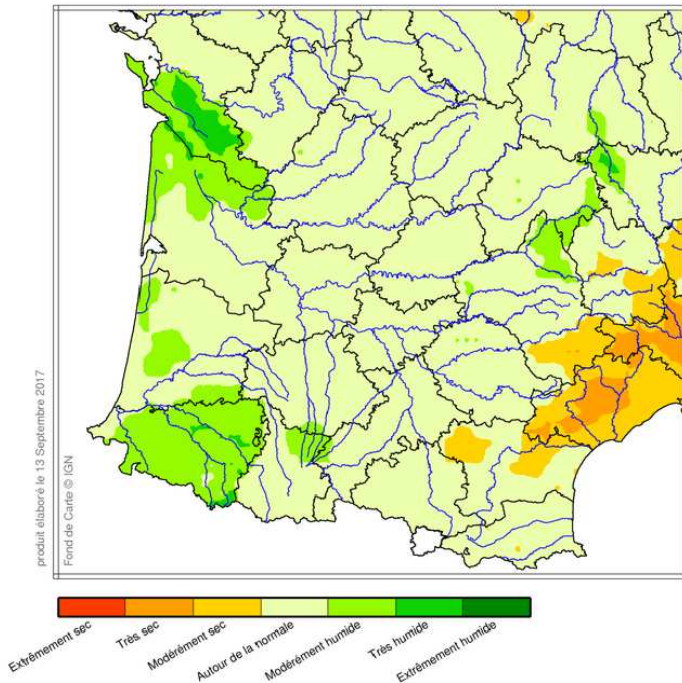 produit élaboré le 13 Septembre 2017
Fond de Carte © IGN
Extrêmement sec
Très sec
Modérément sec
Autour de la normale
Modérément humide
Très humide
Extrêmement humide